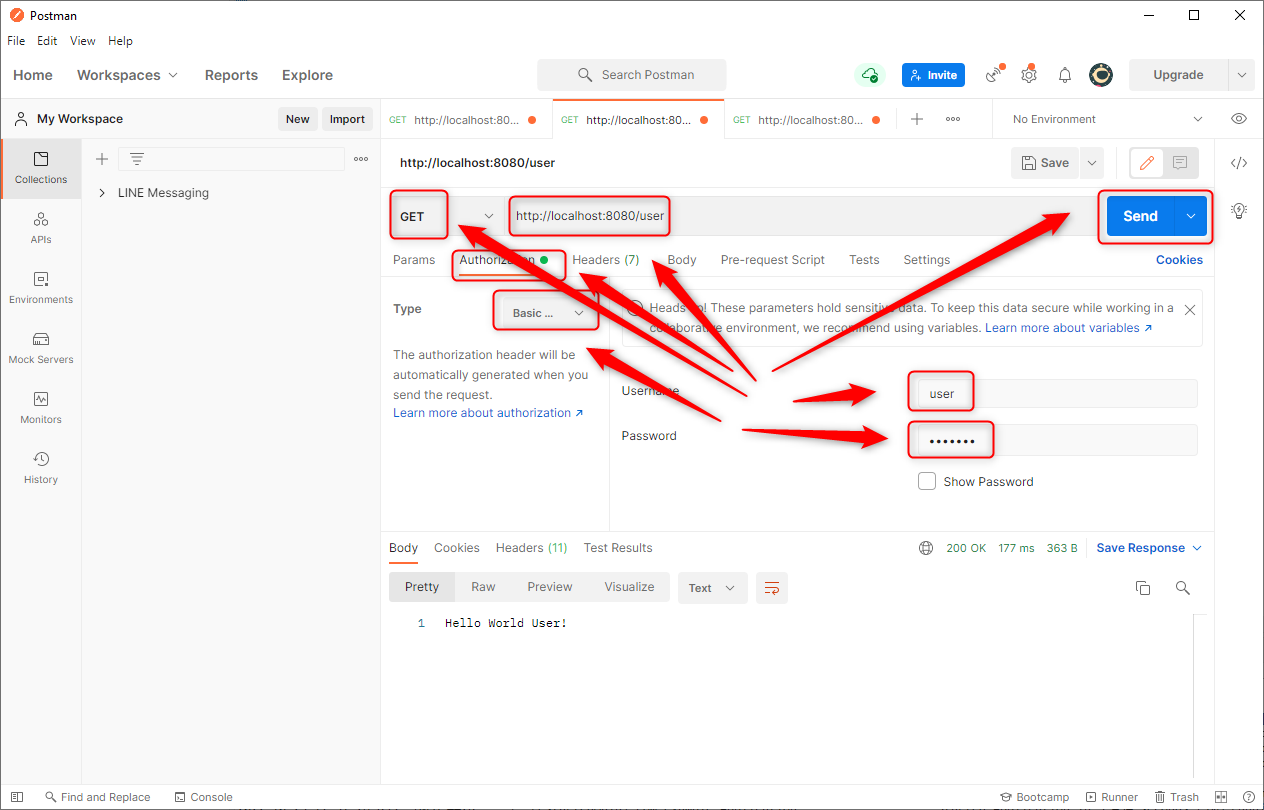 Postman
File Edit View Help
Home Workspaces Reports Explore Search Postman Invite Upgrade
My Workspace New Import GET http://localhost:80... GET http://localhost:80... GET http://localhost:80... No Environment
http://localhost:8080/user Save
Collections
LINE Messaging
APIs
Environments
Mock Servers
Monitors
History
GET http://localhost:8080/user Send
Params Authorization Headers (7) Body Pre-request Script Tests Settings Cookies
Type Basic ...
The authorization header will be
automatically generated when you
send the request.
Learn more about authorization ↗
Heads up! These parameters hold sensitive data. To keep this data secure while working in a
collaborative environment, we recommend using variables. Learn more about variables ↗
Username user
Password •••••••
Show Password
Body Cookies Headers (11) Test Results 200 OK 177 ms 363 B Save Response
Pretty Raw Preview Visualize Text
1 Hello World User!
Find and Replace Console Bootcamp Runner Trash